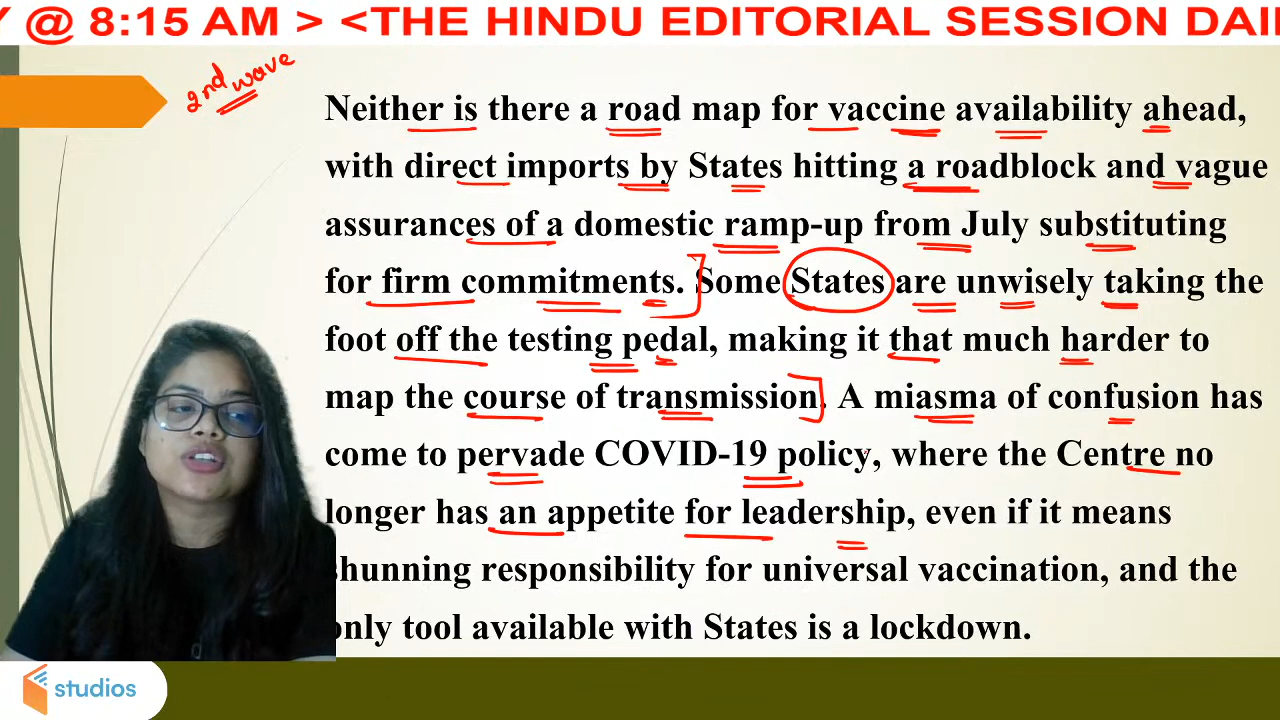 Y @ 8:15 AM > <THE HINDU EDITORIAL SESSION DAI
2nd wave
Neither is there a road map for vaccine availability ahead,
with direct imports by States hitting a roadblock and vague
assurances of a domestic ramp-up from July substituting
for firm commitments. Some States are unwisely taking the
foot off the testing pedal, making it that much harder to
map the course of transmission. A miasma of confusion has
come to pervade COVID-19 policy, where the Centre no
longer has an appetite for leadership, even if it means
shunning responsibility for universal vaccination, and the
only tool available with States is a lockdown.
studios